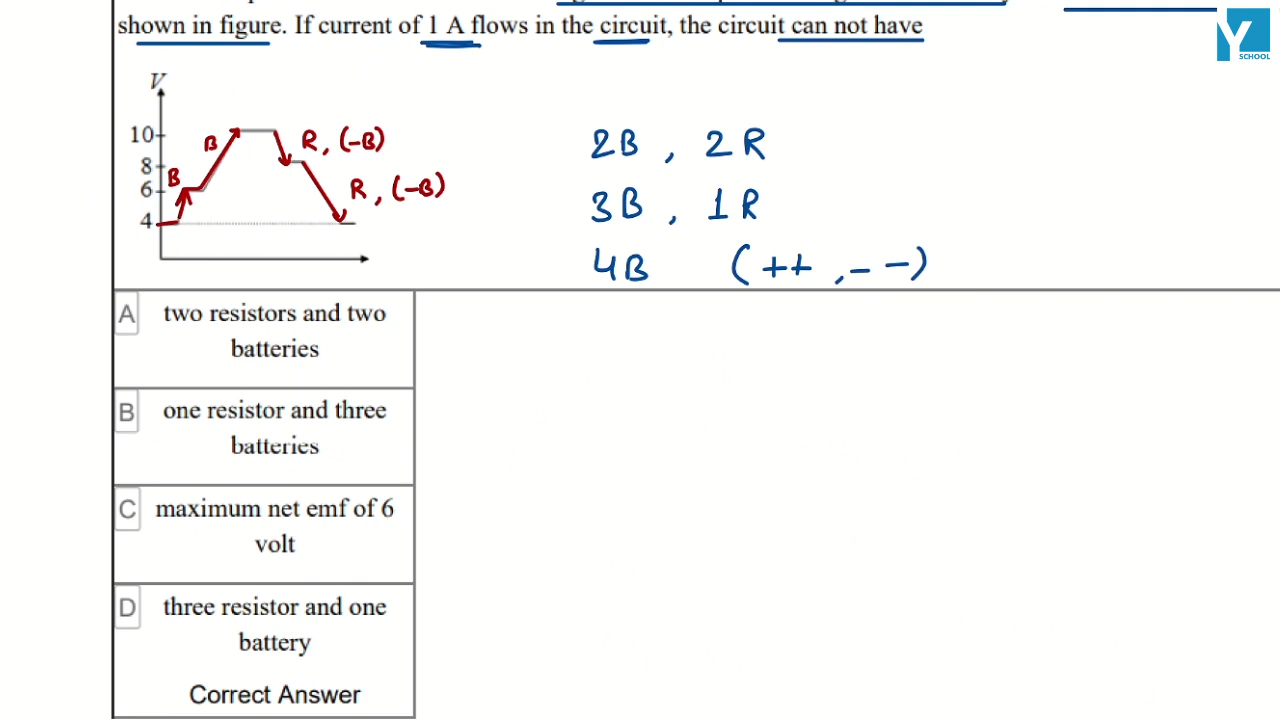 shown in figure. If current of 1 A flows in the circuit, the circuit can not have
Y
SCHOOL
V
10
8
6
4
B
B
R, (-B)
R, (-B)
2B , 2R
3B , 1R
4B (++ , - -)
A two resistors and two
batteries
B one resistor and three
batteries
C maximum net emf of 6
volt
D three resistor and one
battery
Correct Answer